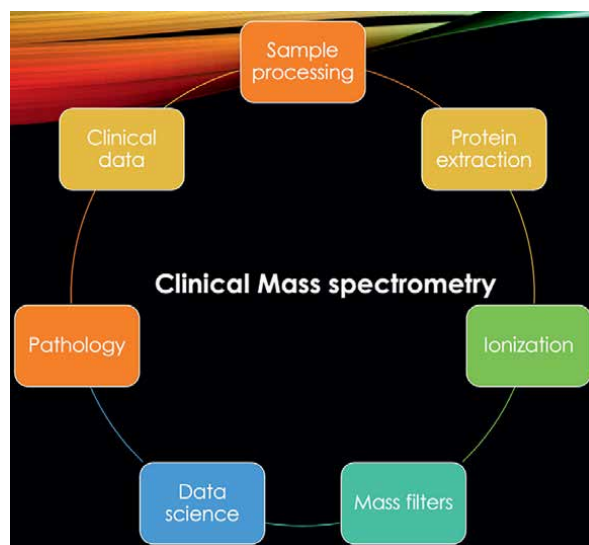 Sample
processing
Protein
extraction
Ionization
Mass filters
Data
science
Pathology
Clinical
data
Clinical Mass spectrometry